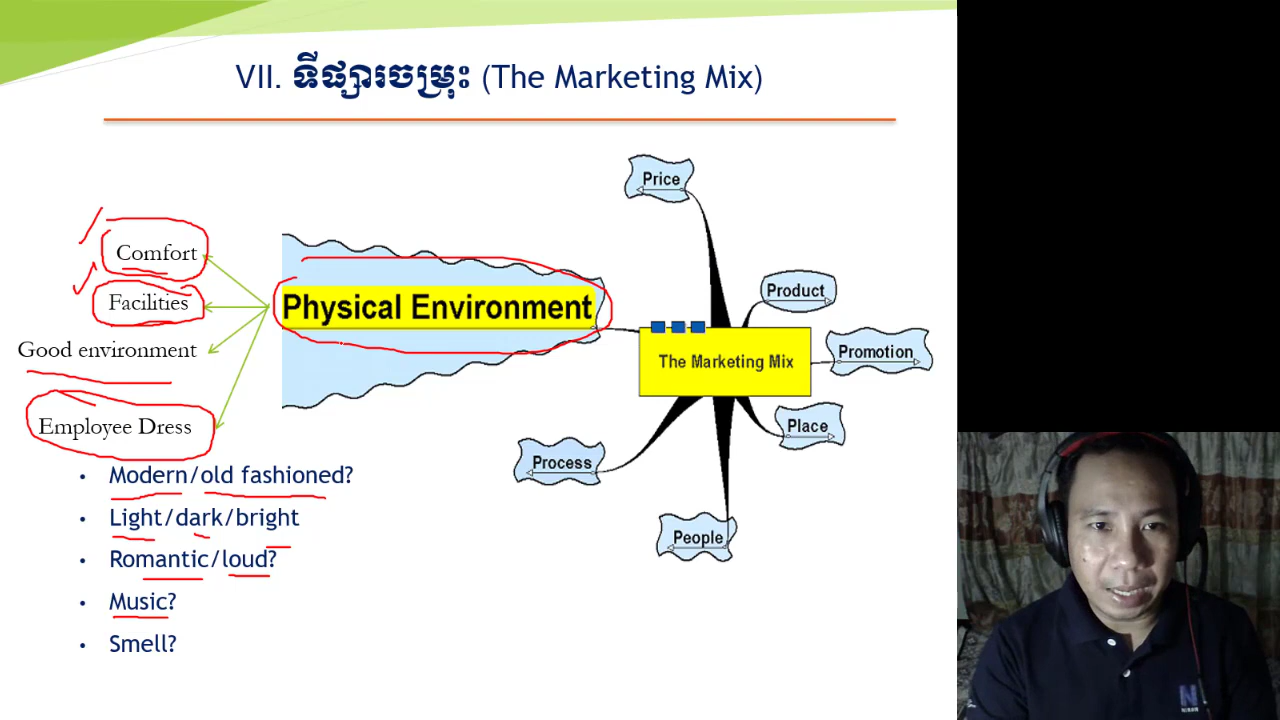 VII. ទីផ្សារចម្រុះ (The Marketing Mix)
Price
Comfort
Facilities
Physical Environment
Product
Good environment
The Marketing Mix
Promotion
Employee Dress
Place
Process
• Modern/old fashioned?
• Light/dark/bright
People
• Romantic/loud?
• Music?
• Smell?
N